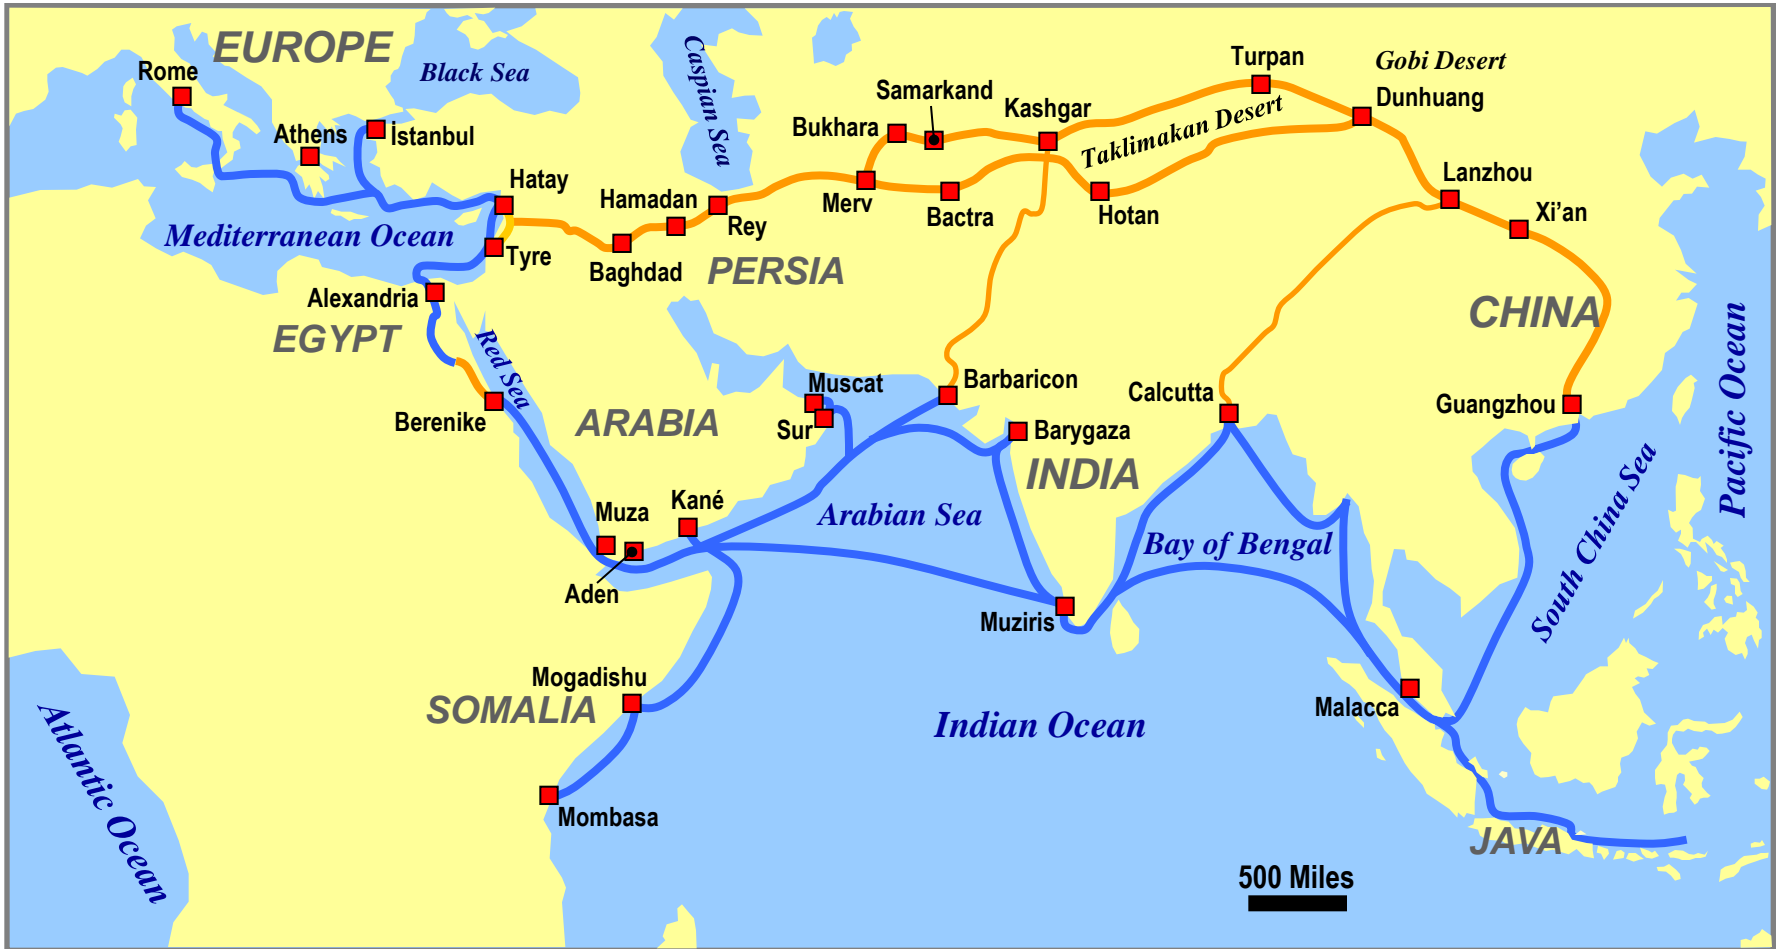 EUROPE
Rome
Black Sea
Caspian Sea
Athens
İstanbul
Samarkand
Bukhara
Kashgar
Turpan
Gobi Desert
Dunhuang
Taklimakan Desert
Hatay
Hamadan
Rey
Merv
Bactra
Hotan
Lanzhou
Xi’an
Mediterranean Ocean
Tyre
Baghdad
PERSIA
Alexandria
EGYPT
Red Sea
CHINA
Pacific Ocean
Berenike
ARABIA
Muscat
Sur
Barbaricon
Barygaza
INDIA
Calcutta
Guangzhou
Muza
Kané
Aden
Arabian Sea
Bay of Bengal
South China Sea
Muziris
Mogadishu
SOMALIA
Indian Ocean
Malacca
Atlantic Ocean
Mombasa
JAVA
500 Miles